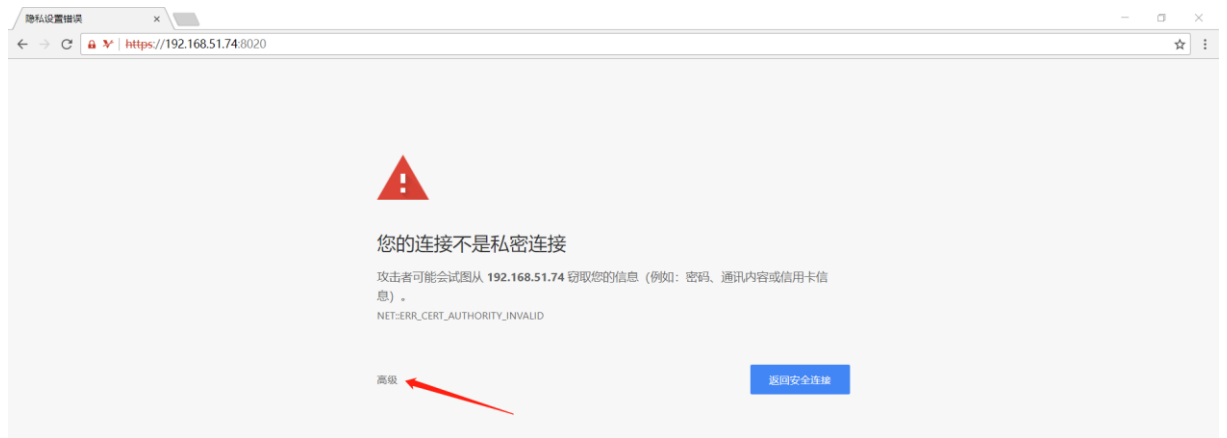 隐私设置错误
https://192.168.51.74:8020
您的连接不是私密连接
攻击者可能会试图从 192.168.51.74 窃取您的信息（例如：密码、通讯内容或信用卡信
息）。
NET::ERR_CERT_AUTHORITY_INVALID
高级
返回安全连接